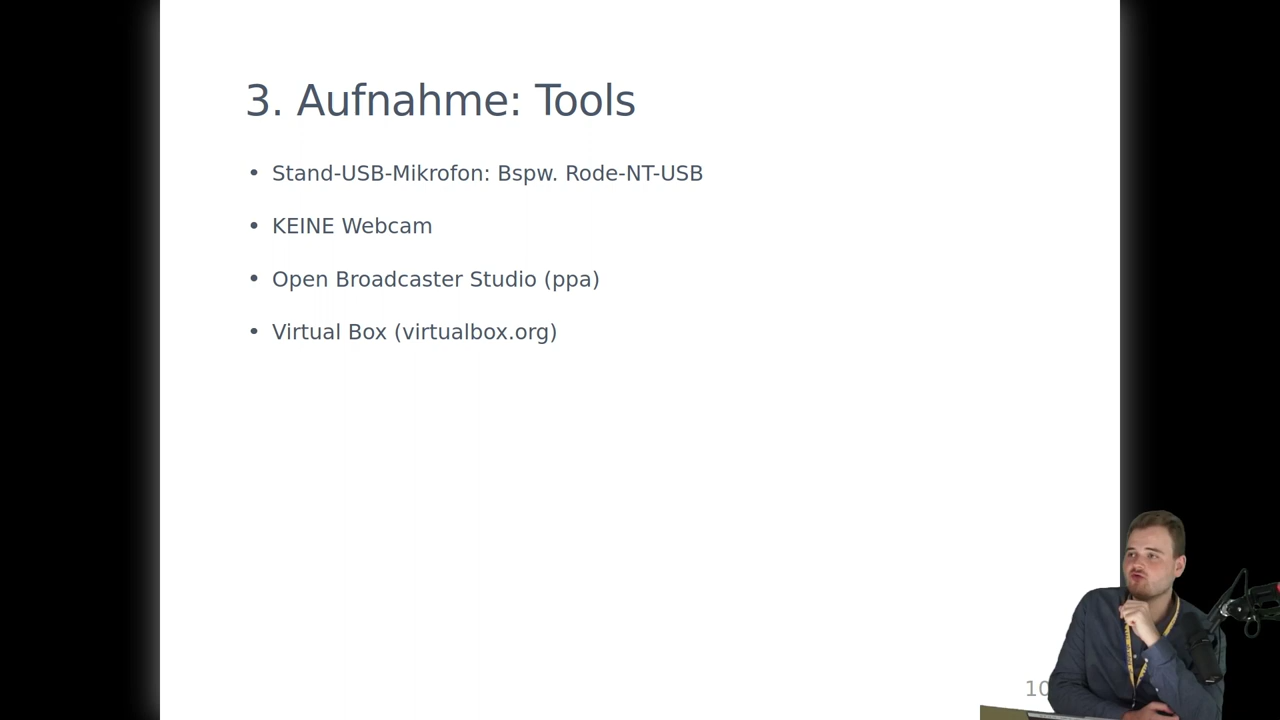 3. Aufnahme: Tools
• Stand-USB-Mikrofon: Bspw. Rode-NT-USB
• KEINE Webcam
• Open Broadcaster Studio (ppa)
• Virtual Box (virtualbox.org)
10